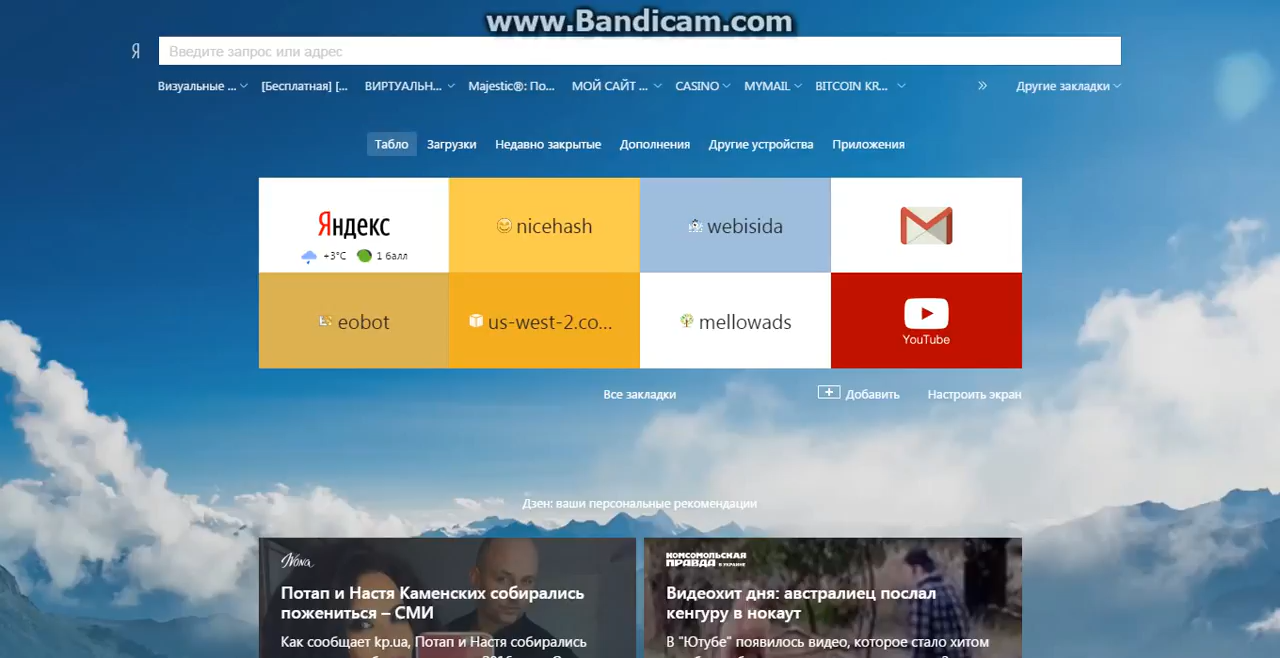 www.Bandicam.com
Я Введите запрос или адрес
Визуальные ... [Бесплатная] [... ВИРТУАЛЬН... Majestic®: По... МОЙ САЙТ ... CASINO MYMAIL BITCOIN KR... » Другие закладки
Табло Загрузки Недавно закрытые Дополнения Другие устройства Приложения
Яндекс
+3°C 1 балл
nicehash
webisida
eobot
us-west-2.co...
mellowads
YouTube
Все закладки Добавить Настроить экран
Дзен: ваши персональные рекомендации
Потап и Настя Каменских собирались
пожениться – СМИ
Как сообщает kp.ua, Потап и Настя собирались
КОМСОМОЛЬСКАЯ
ПРАВДА В УКРАИНЕ
Видеохит дня: австралиец послал
кенгуру в нокаут
В "Ютубе" появилось видео, которое стало хитом